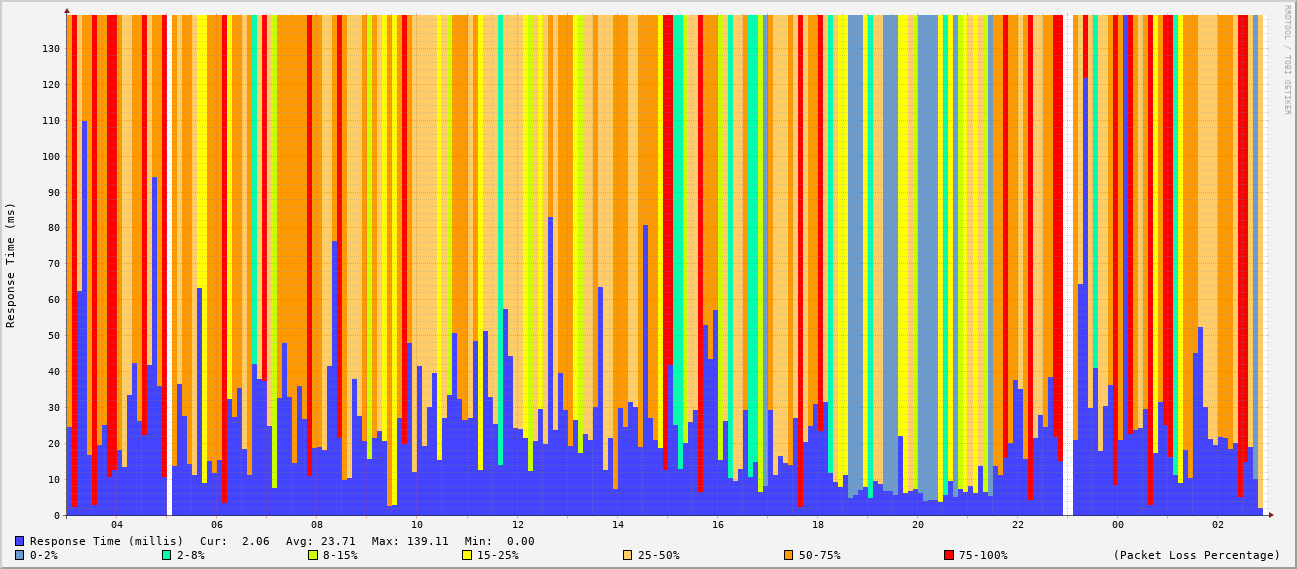 RRDTOOL / TOBI OETIKER
Response Time (ms)
130
120
110
100
90
80
70
60
50
40
30
20
10
0
04 06 08 10 12 14 16 18 20 22 00 02
Response Time (millis) Cur: 2.06 Avg: 23.71 Max: 139.11 Min: 0.00
0-2% 2-8% 8-15% 15-25% 25-50% 50-75% 75-100% (Packet Loss Percentage)